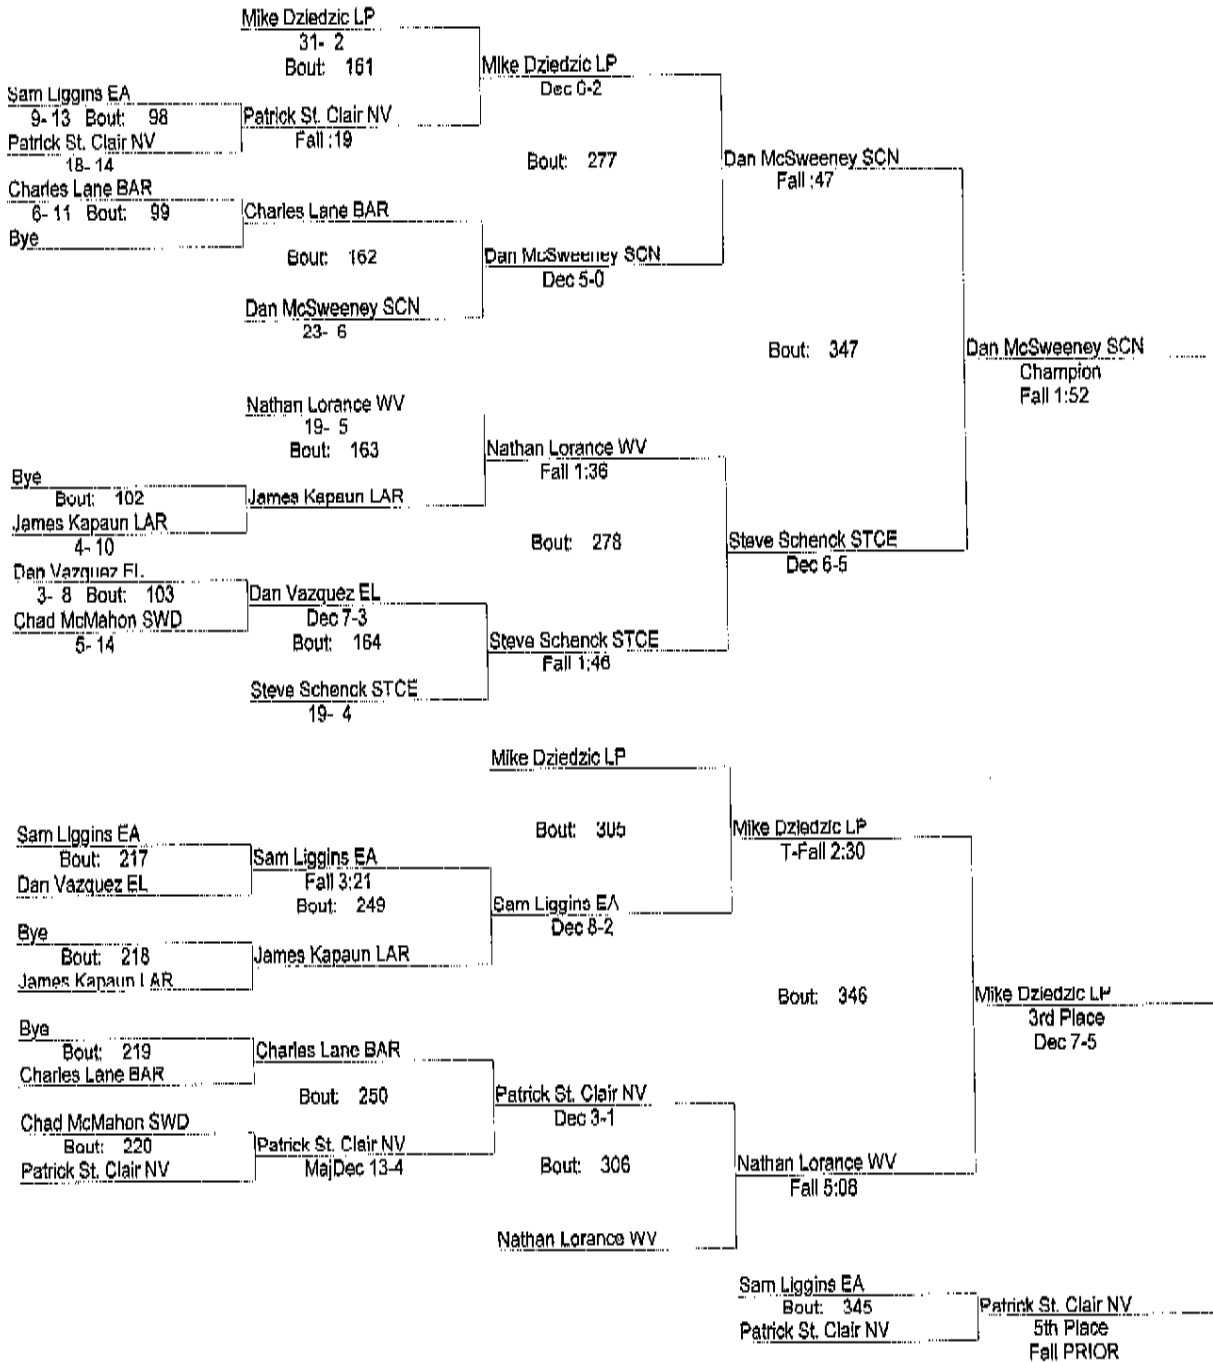 Mike Dziedzic LP
31- 2
Bout: 161
Mike Dziedzic LP
Dec 6-2
Sam Liggins EA
9- 13 Bout: 98
Patrick St. Clair NV
Fall :19
Patrick St. Clair NV
18- 14
Bout: 277
Dan McSweeney SCN
Fall :47
Charles Lane BAR
6- 11 Bout: 99
Charles Lane BAR
Bye
Bout: 162
Dan McSweeney SCN
Dec 5-0
Dan McSweeney SCN
23- 6
Bout: 347
Dan McSweeney SCN
Champion
Fall 1:52
Nathan Lorance WV
19- 5
Bout: 163
Nathan Lorance WV
Fall 1:36
Bye
Bout: 102
James Kapaun LAR
James Kapaun LAR
4- 10
Bout: 278
Steve Schenck STCE
Dec 6-5
Dan Vazquez EL
3- 8 Bout: 103
Dan Vazquez EL
Dec 7-3
Chad McMahon SWD
5- 14
Bout: 164
Steve Schenck STCE
Fall 1:46
Steve Schenck STCE
19- 4
Mike Dziedzic LP
Bout: 305
Mike Dziedzic LP
T-Fall 2:30
Sam Liggins EA
Bout: 217
Sam Liggins EA
Fall 3:21
Dan Vazquez EL
Bout: 249
Sam Liggins EA
Dec 8-2
Bye
Bout: 218
James Kapaun LAR
James Kapaun LAR
Bout: 346
Mike Dziedzic LP
3rd Place
Dec 7-5
Bye
Bout: 219
Charles Lane BAR
Charles Lane BAR
Bout: 250
Patrick St. Clair NV
Dec 3-1
Chad McMahon SWD
Bout: 220
Patrick St. Clair NV
MajDec 13-4
Patrick St. Clair NV
Bout: 306
Nathan Lorance WV
Fall 5:08
Nathan Lorance WV
Sam Liggins EA
Bout: 345
Patrick St. Clair NV
Patrick St. Clair NV
5th Place
Fall PRIOR